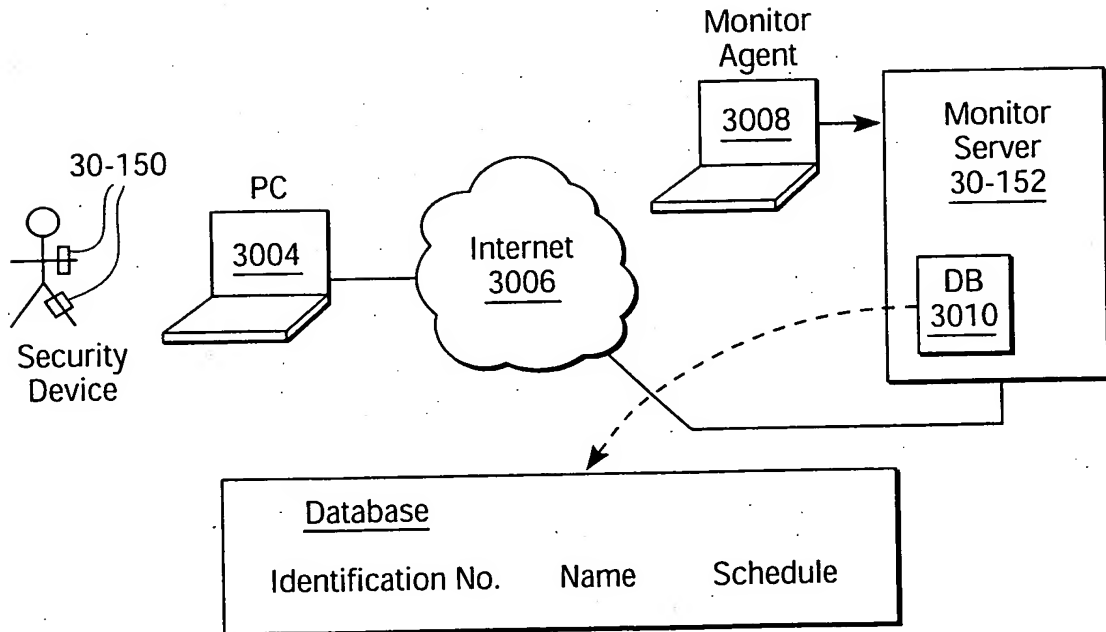 Monitor
Agent
3008
Monitor
Server
30-152
30-150
PC
3004
Internet
3006
DB
3010
Security
Device
Database
Identification No. Name Schedule